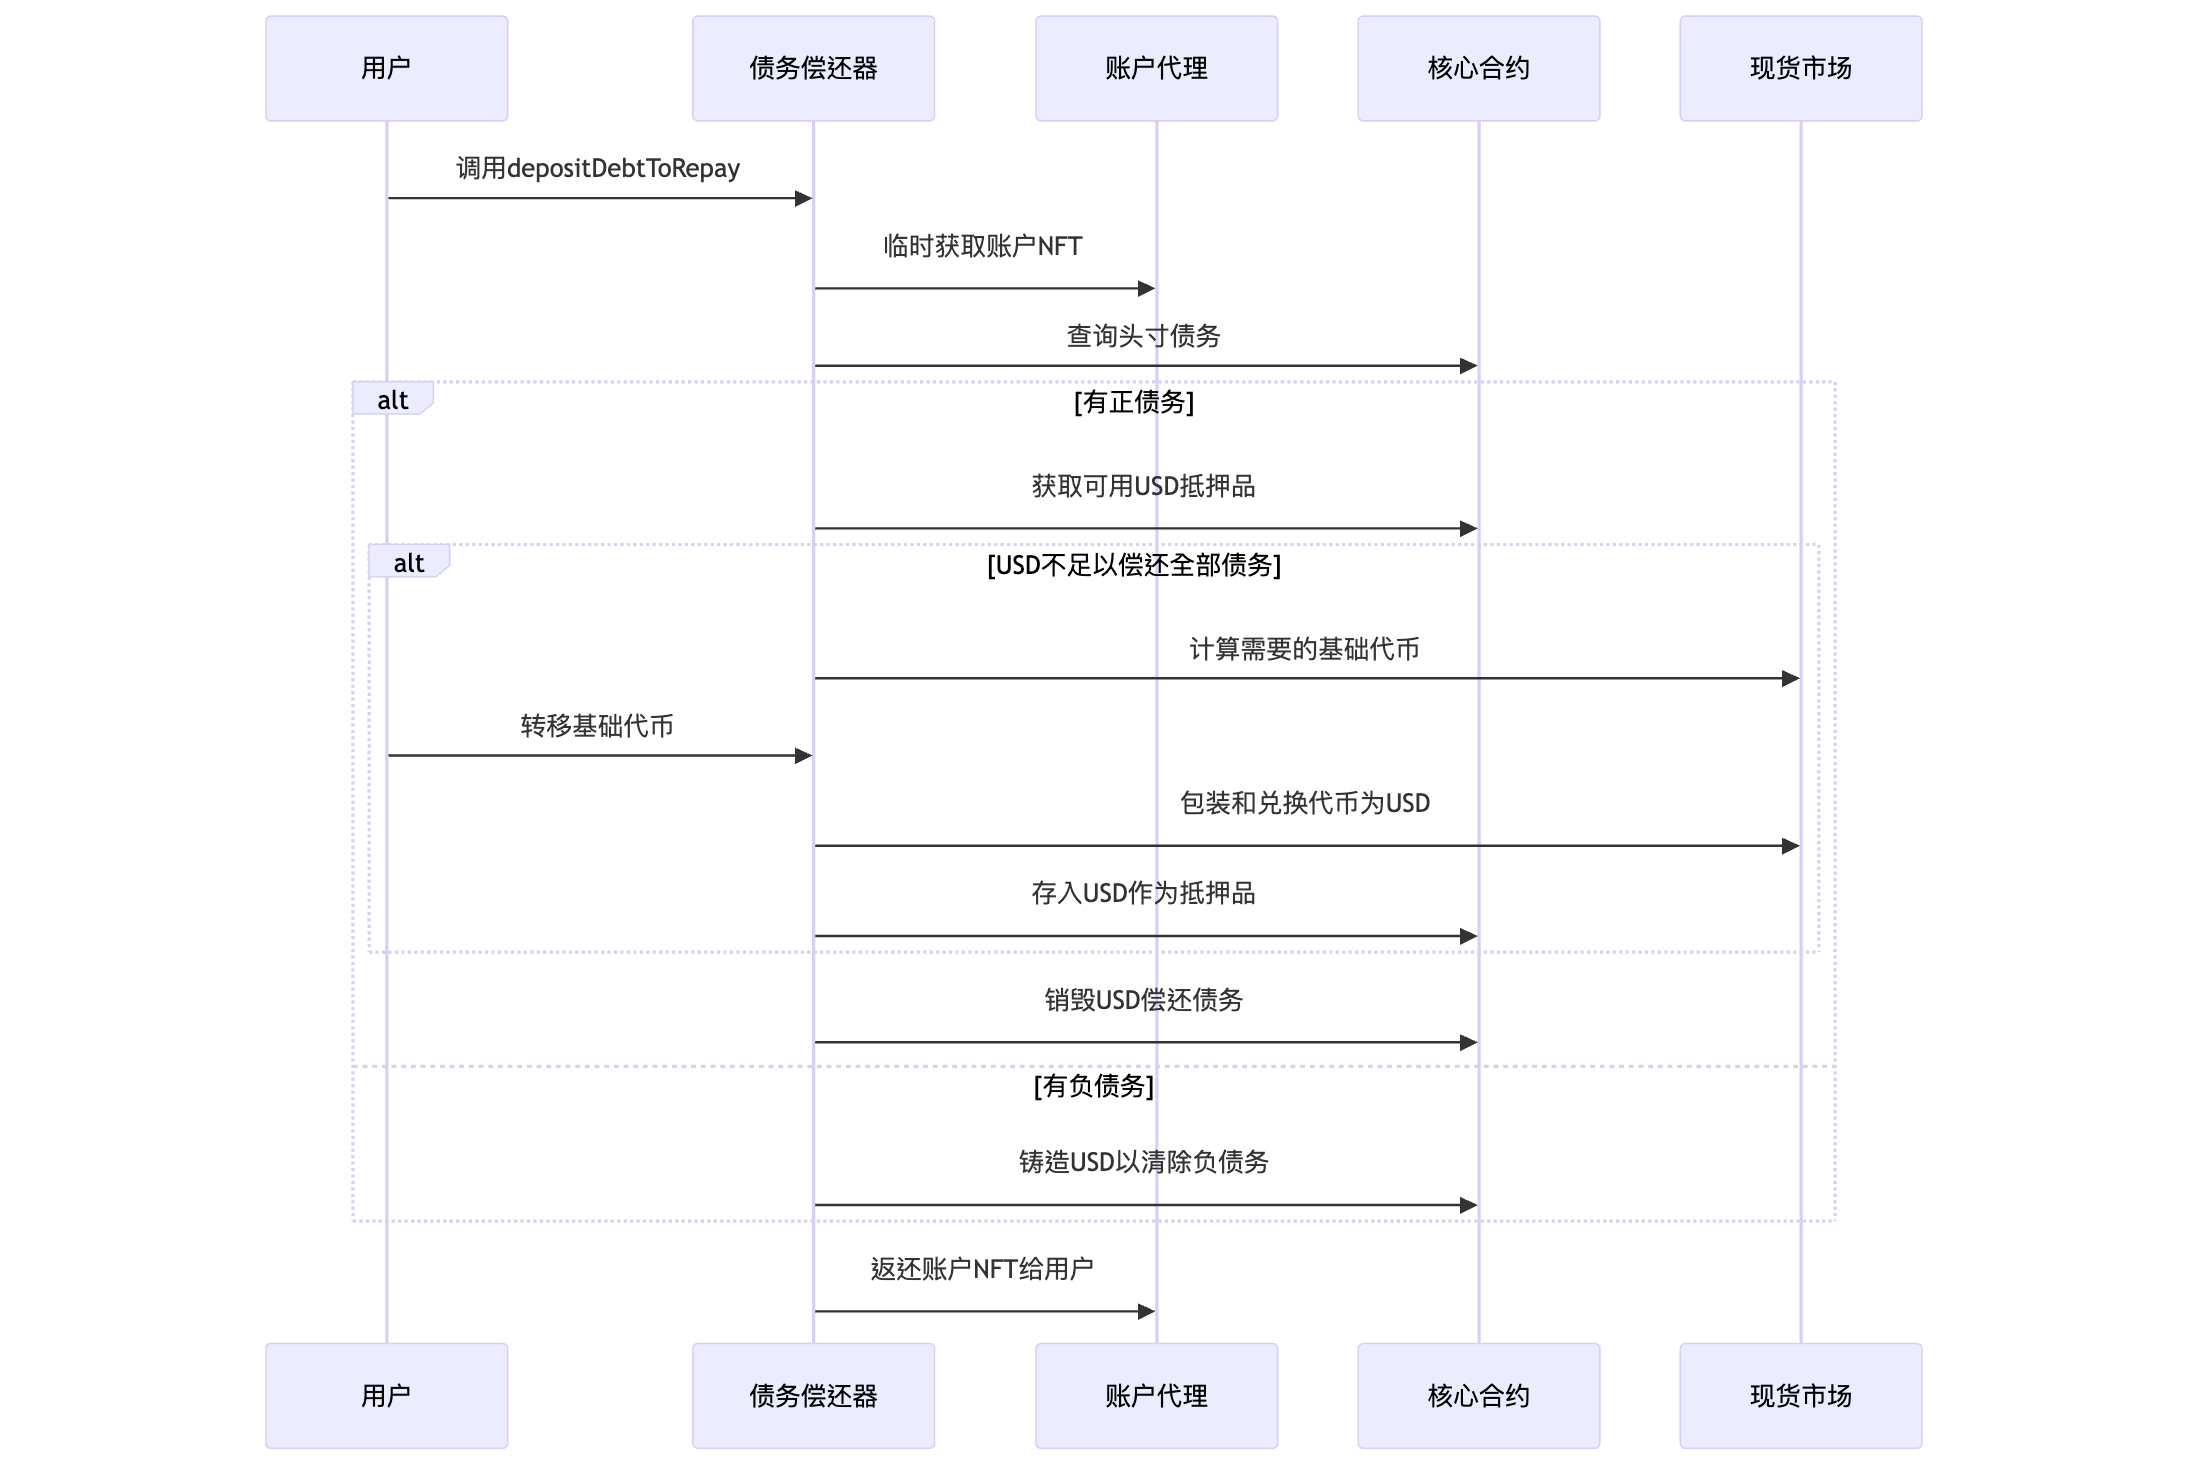 用户
债务偿还器
账户代理
核心合约
现货市场
调用depositDebtToRepay
临时获取账户NFT
查询头寸债务
alt
[有正债务]
获取可用USD抵押品
alt
[USD不足以偿还全部债务]
计算需要的基础代币
转移基础代币
包装和兑换代币为USD
存入USD作为抵押品
销毁USD偿还债务
[有负债务]
铸造USD以清除负债务
返还账户NFT给用户
用户
债务偿还器
账户代理
核心合约
现货市场